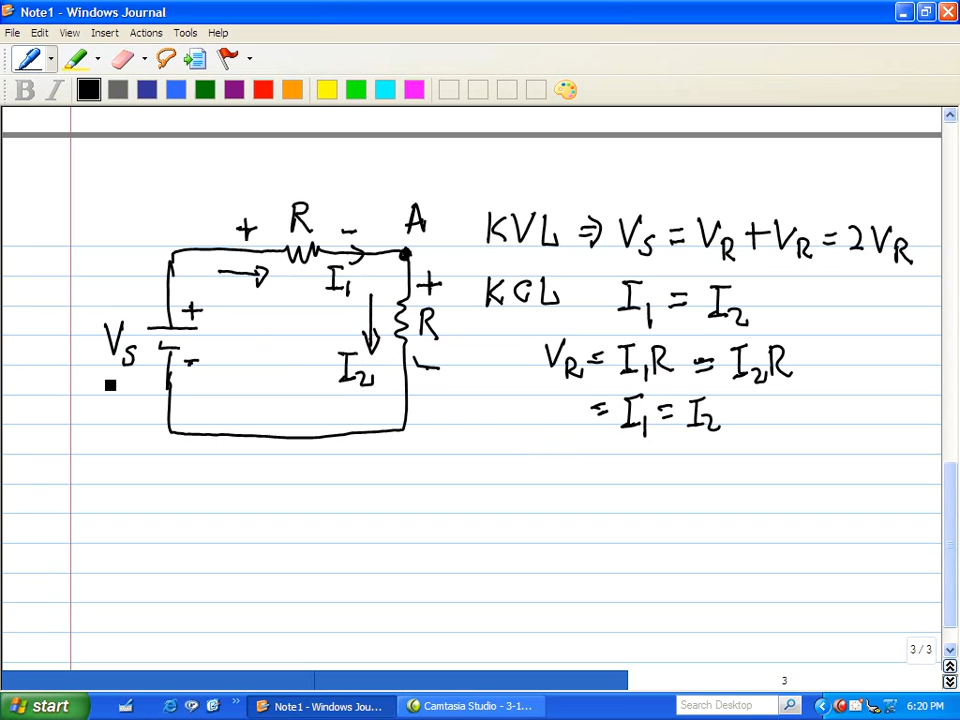 Note1 - Windows Journal
File Edit View Insert Actions Tools Help
B I
+ R - A
KVL ⇒ VS = VR + VR = 2VR
I1 +
KCL I1 = I2
+ R
VS - I2 -
VR = I1R = I2R
= I1 = I2
3 / 3
3
start Note1 - Windows Jou... Camtasia Studio - 3-1... Search Desktop 6:20 PM